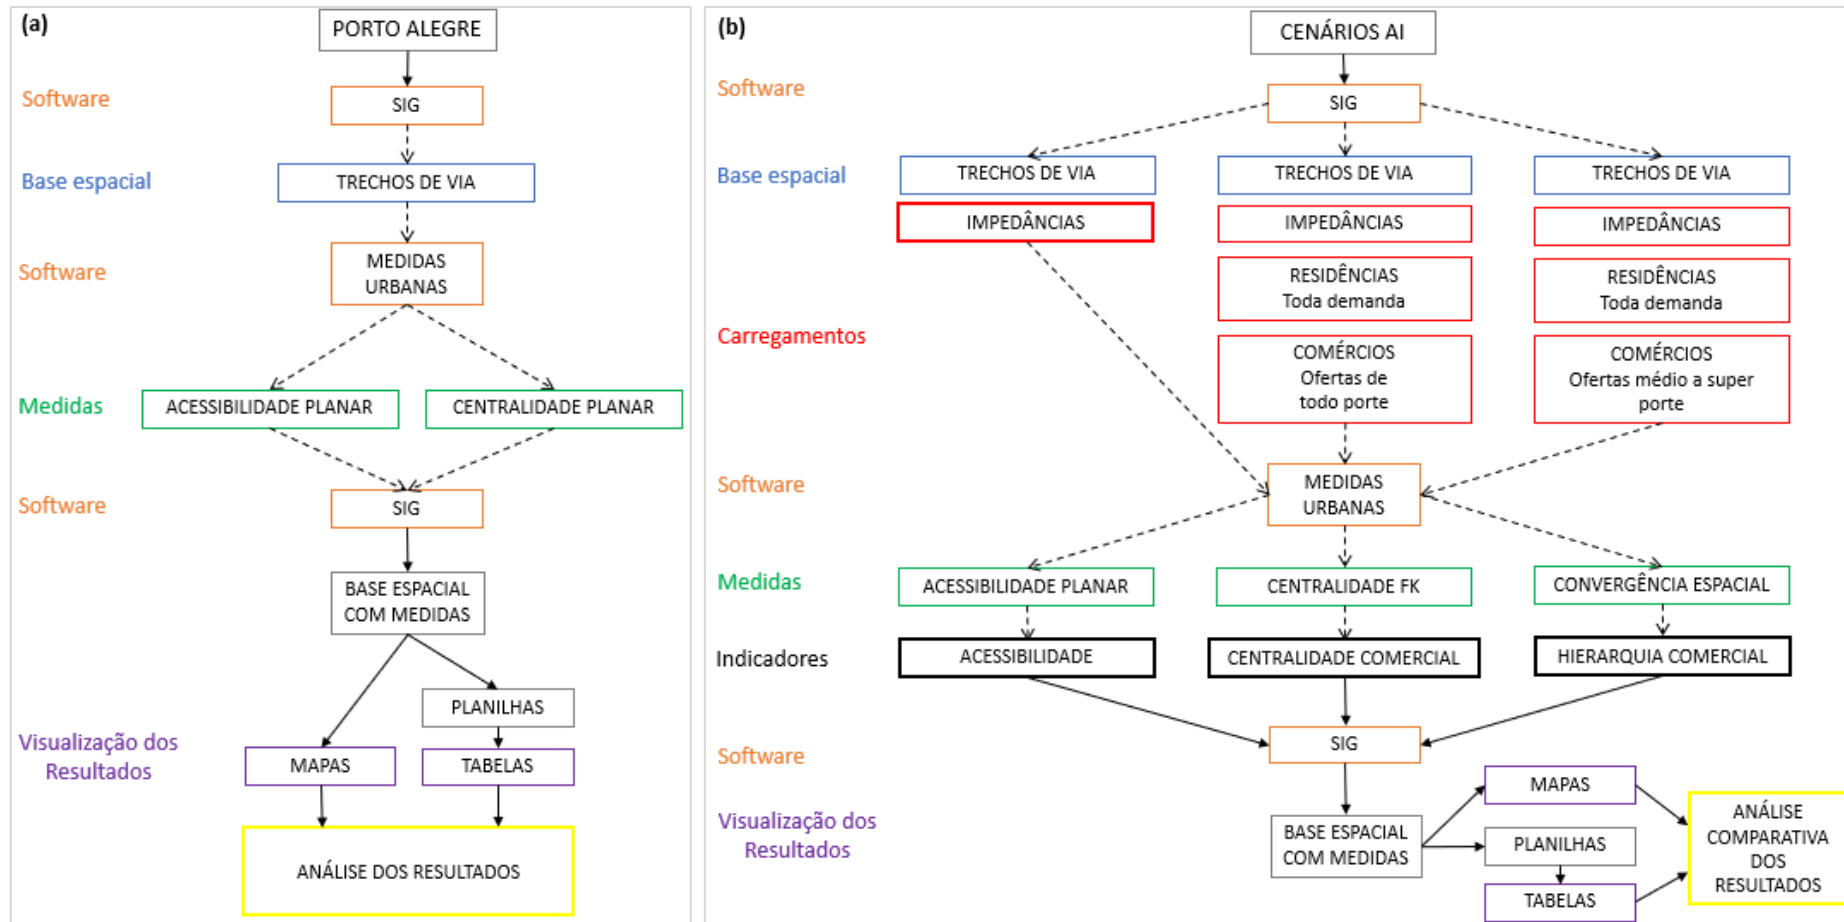 (a)
PORTO ALEGRE
Software
SIG
Base espacial
TRECHOS DE VIA
Software
MEDIDAS
URBANAS
Medidas
ACESSIBILIDADE PLANAR
CENTRALIDADE PLANAR
Software
SIG
BASE ESPACIAL
COM MEDIDAS
PLANILHAS
Visualização dos
Resultados
MAPAS
TABELAS
ANÁLISE DOS RESULTADOS
(b)
CENÁRIOS AI
Software
SIG
Base espacial
TRECHOS DE VIA
TRECHOS DE VIA
TRECHOS DE VIA
IMPEDÂNCIAS
IMPEDÂNCIAS
IMPEDÂNCIAS
RESIDÊNCIAS
Toda demanda
RESIDÊNCIAS
Toda demanda
Carregamentos
COMÉRCIOS
Ofertas de
todo porte
COMÉRCIOS
Ofertas médio a super
porte
Software
MEDIDAS
URBANAS
Medidas
ACESSIBILIDADE PLANAR
CENTRALIDADE FK
CONVERGÊNCIA ESPACIAL
Indicadores
ACESSIBILIDADE
CENTRALIDADE COMERCIAL
HIERARQUIA COMERCIAL
Software
SIG
Visualização dos
Resultados
BASE ESPACIAL
COM MEDIDAS
MAPAS
PLANILHAS
TABELAS
ANÁLISE
COMPARATIVA
DOS
RESULTADOS